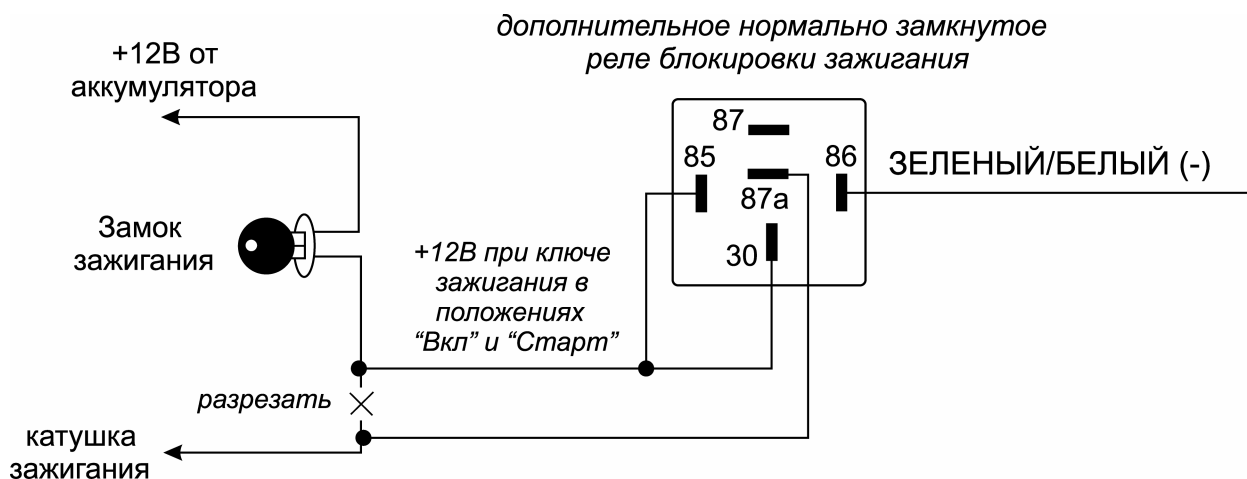 дополнительное нормально замкнутое
реле блокировки зажигания
+12В от
аккумулятора
87
85
86
ЗЕЛЕНЫЙ/БЕЛЫЙ (-)
87а
30
Замок
зажигания
+12В при ключе
зажигания в
положениях
“Вкл” и “Старт”
разрезать
катушка
зажигания